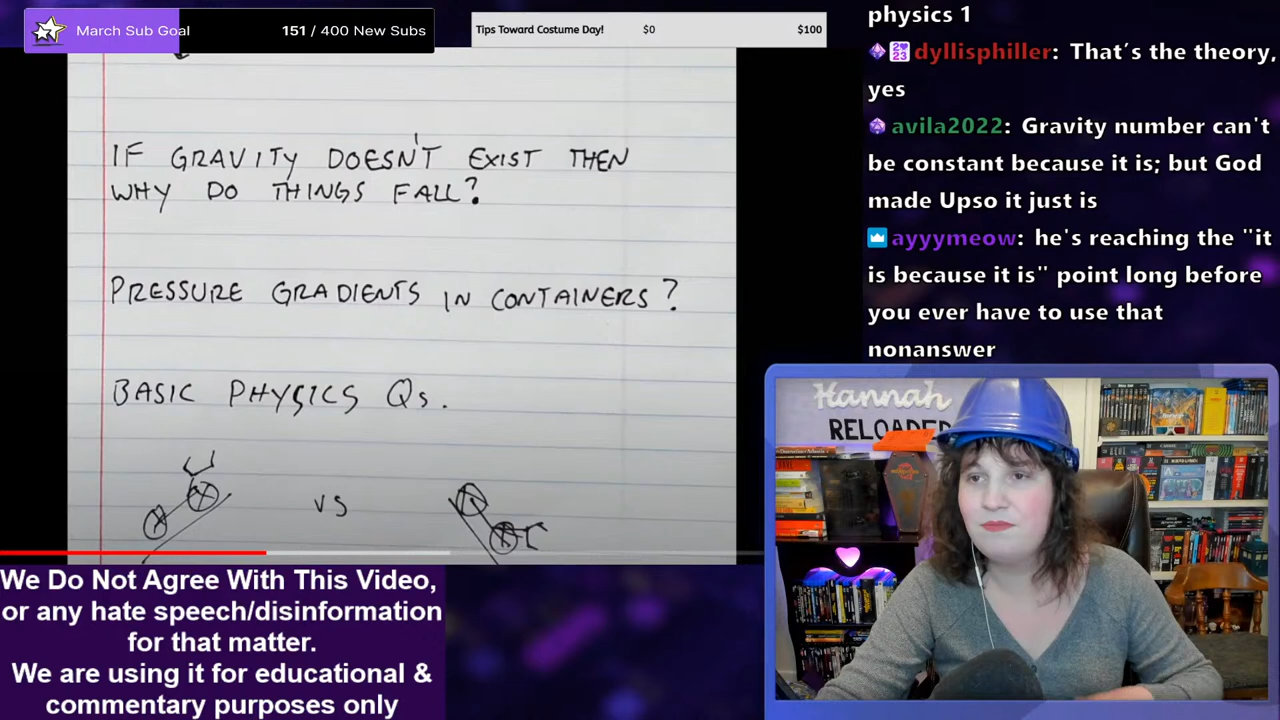 March Sub Goal 151 / 400 New Subs
Tips Toward Costume Day! $0 $100
IF GRAVITY DOESN'T EXIST THEN
WHY DO THINGS FALL?
PRESSURE GRADIENTS IN CONTAINERS?
BASIC PHYSICS Qs.
vs
We Do Not Agree With This Video,
or any hate speech/disinformation
for that matter.
We are using it for educational &
commentary purposes only
physics 1
dyllisphiller: That's the theory,
yes
avila2022: Gravity number can't
be constant because it is; but God
made Upso it just is
ayyymeow: he's reaching the "it
is because it is" point long before
you ever have to use that
nonanswer
Hannah
RELOADED